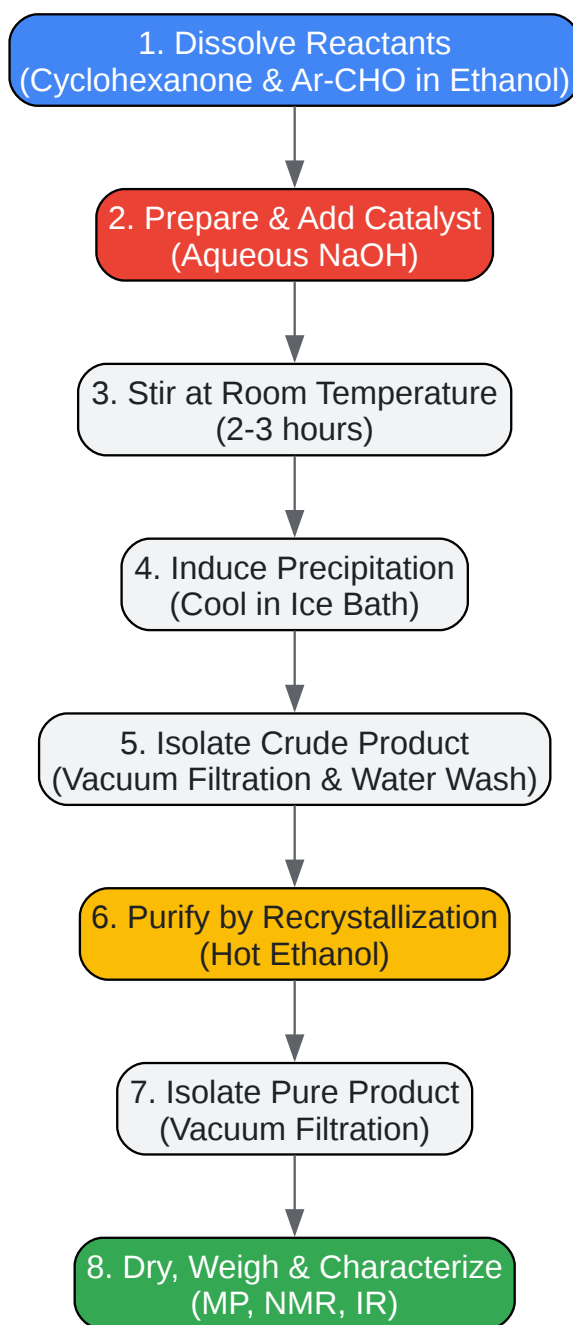 1. Dissolve Reactants
(Cyclohexanone & Ar-CHO in Ethanol)
2. Prepare & Add Catalyst
(Aqueous NaOH)
3. Stir at Room Temperature
(2-3 hours)
4. Induce Precipitation
(Cool in Ice Bath)
5. Isolate Crude Product
(Vacuum Filtration & Water Wash)
6. Purify by Recrystallization
(Hot Ethanol)
7. Isolate Pure Product
(Vacuum Filtration)
8. Dry, Weigh & Characterize
(MP, NMR, IR)